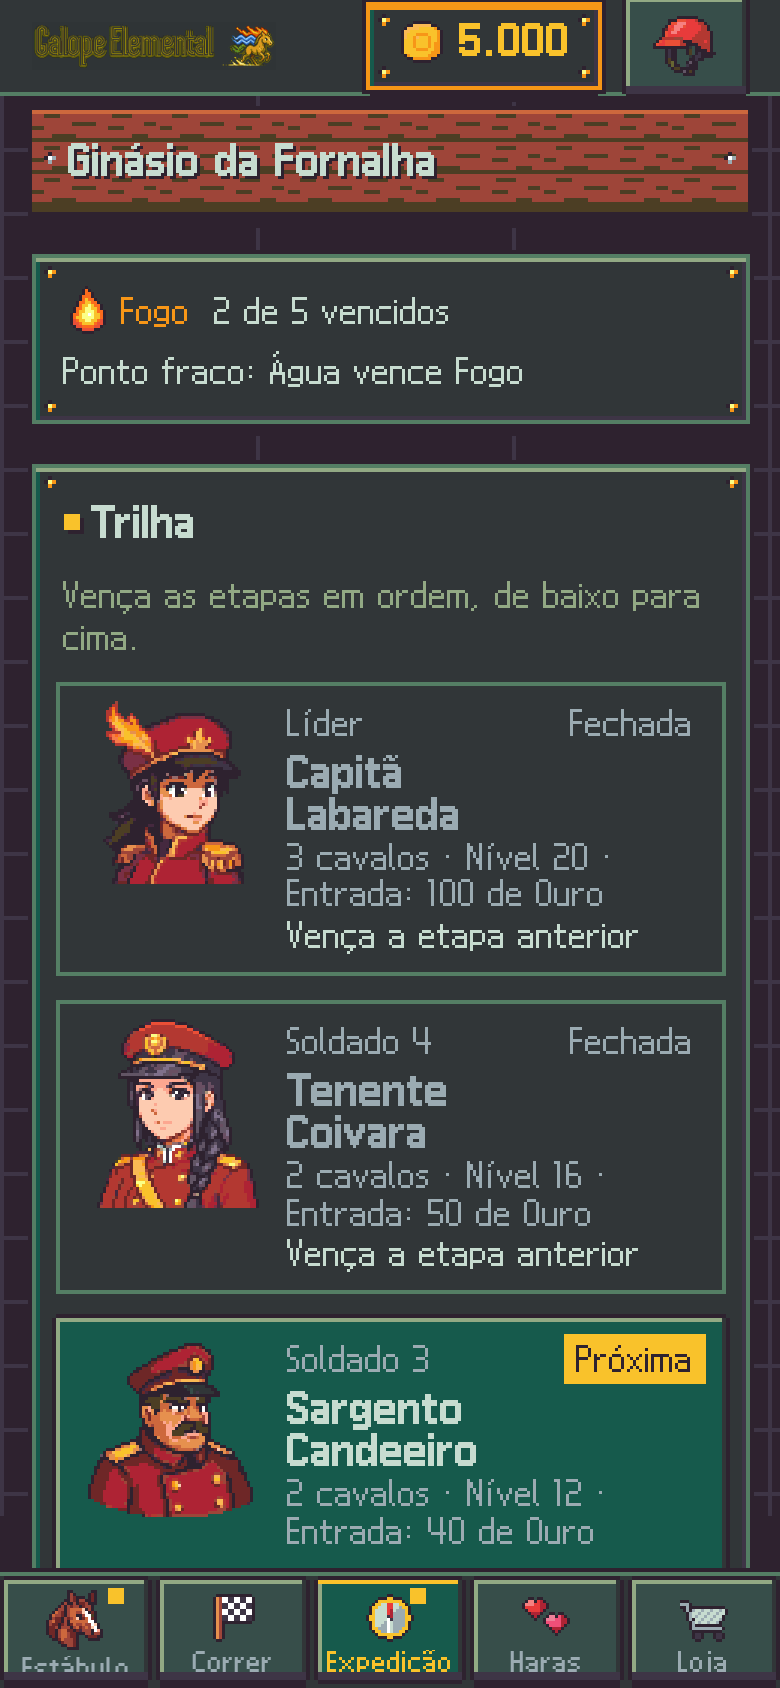 Galope Elemental
5.000
Ginásio da Fornalha
Fogo 2 de 5 vencidos
Ponto fraco: Água vence Fogo
Trilha
Vença as etapas em ordem, de baixo para
cima.
Líder Fechada
Capitã
Labareda
3 cavalos · Nível 20 ·
Entrada: 100 de Ouro
Vença a etapa anterior
Soldado 4 Fechada
Tenente
Coivara
2 cavalos · Nível 16 ·
Entrada: 50 de Ouro
Vença a etapa anterior
Soldado 3 Próxima
Sargento
Candeeiro
2 cavalos · Nível 12 ·
Entrada: 40 de Ouro
Estábulo Correr Expedição Haras Loja